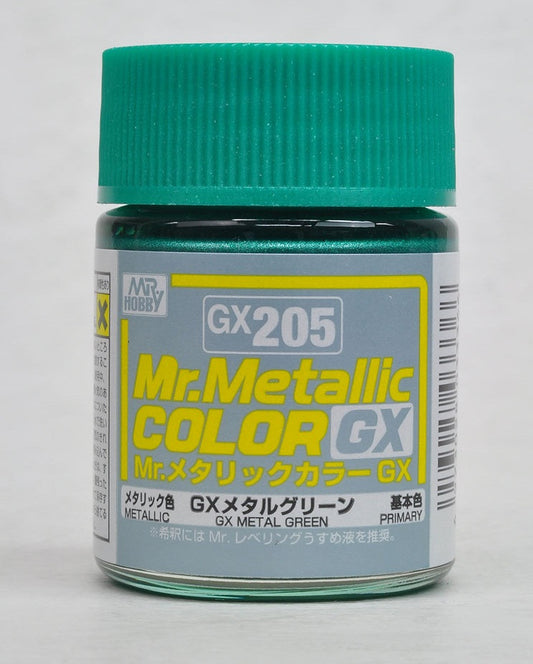 MR. HOBBY
GX205
Mr.Metallic
COLOR GX
Mr.メタリックカラー GX
メタリック色 GXメタルグリーン 基本色
METALLIC GX METAL GREEN PRIMARY
※希釈にはMr.レベリングうすめ液を推奨。